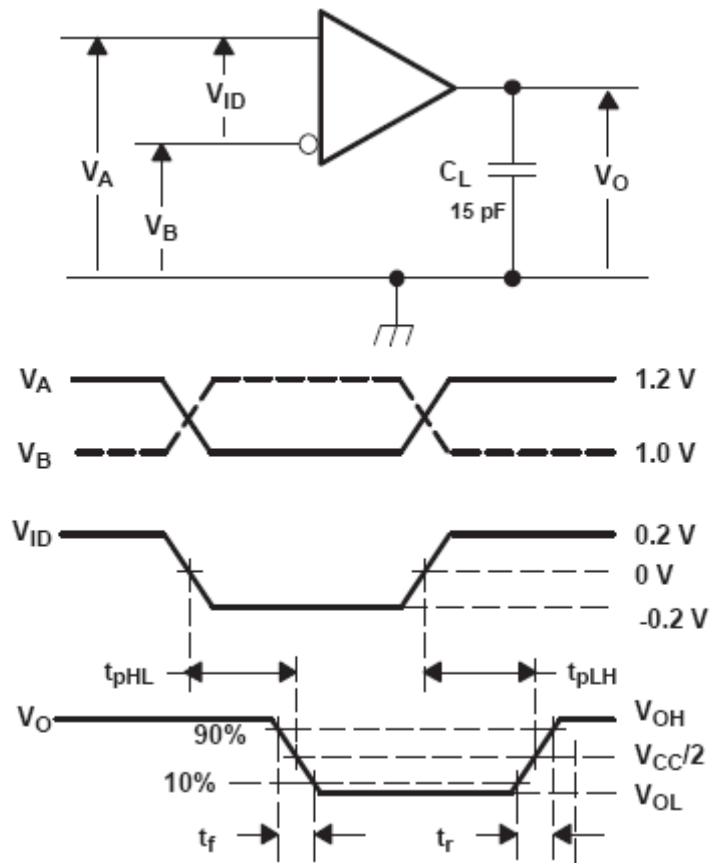 VID
VA
VB
CL
15 pF
VO
VA 1.2 V
VB 1.0 V
VID 0.2 V
0 V
-0.2 V
tpHL tpLH
VO VOH
90%
VCC/2
10%
VOL
tf tr